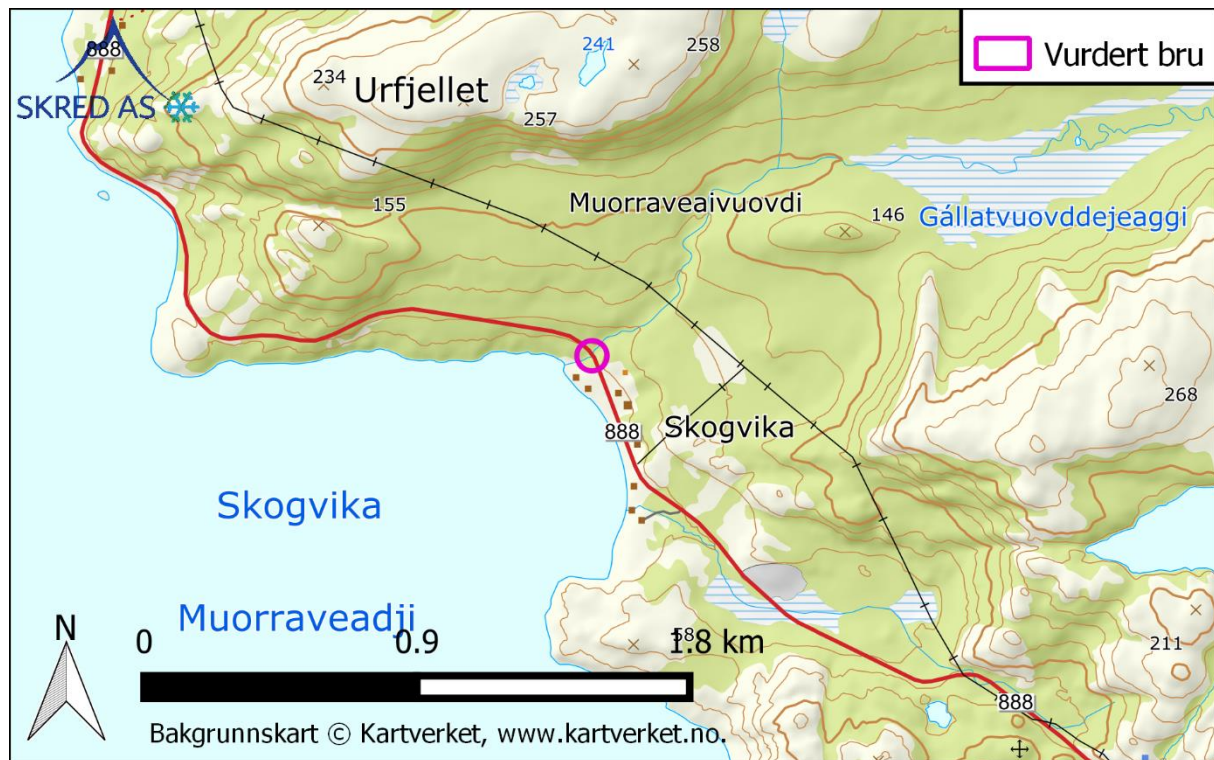 888
SKRED AS
234
Urfjellet
241
258
257
Vurdert bru
155
Muorraveaivuovdi
146
Gállatvuovddejeaggi
268
888
Skogvika
Skogvika
Muorraveadji
58
211
888
N
0
0.9
1.8 km
Bakgrunnskart © Kartverket, www.kartverket.no.